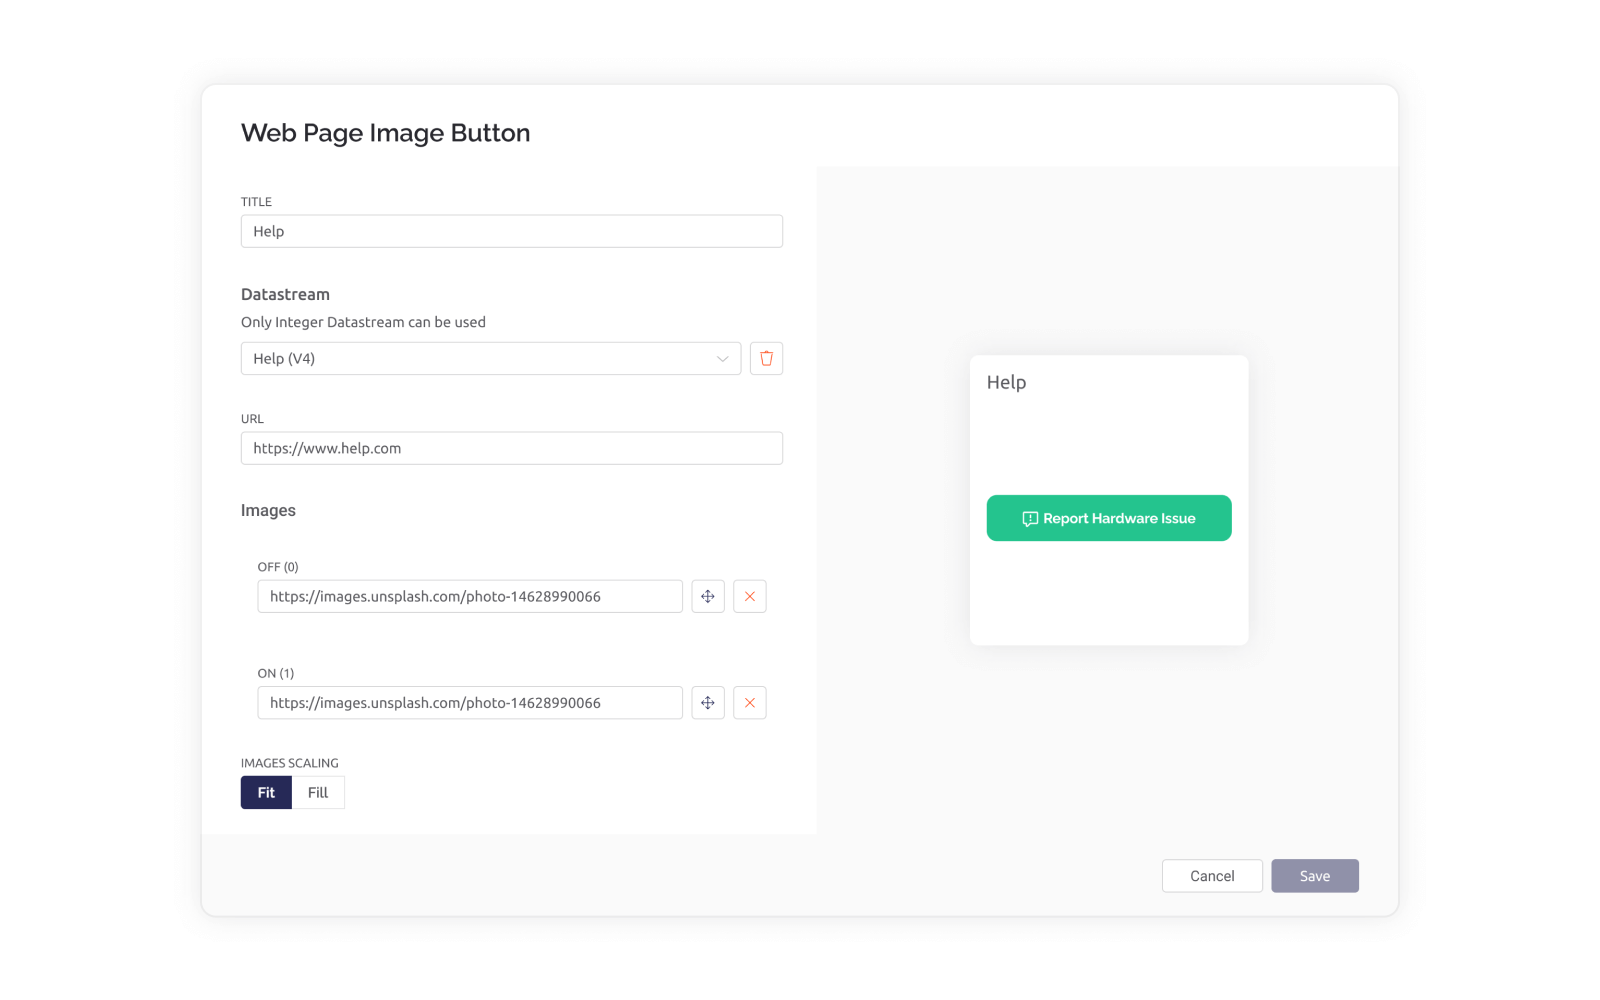 Web Page Image Button
TITLE
Help
Datastream
Only Integer Datastream can be used
Help (V4)
URL
https://www.help.com
Images
OFF (0)
https://images.unsplash.com/photo-14628990066
ON (1)
https://images.unsplash.com/photo-14628990066
IMAGES SCALING
Fit Fill
Help
Report Hardware Issue
Cancel Save